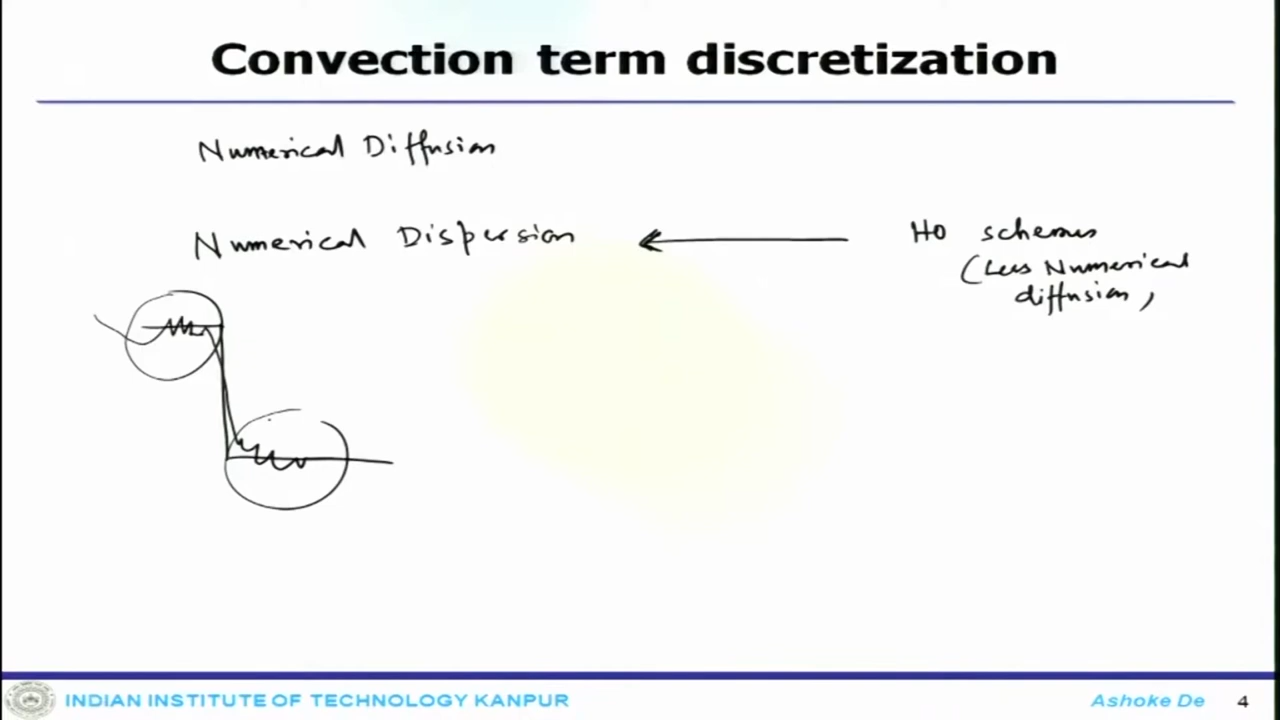 Convection term discretization
Numerical Diffusion
Numerical Dispersion
HO schemes
(Less Numerical
diffusion,
INDIAN INSTITUTE OF TECHNOLOGY KANPUR
Ashoke De
4